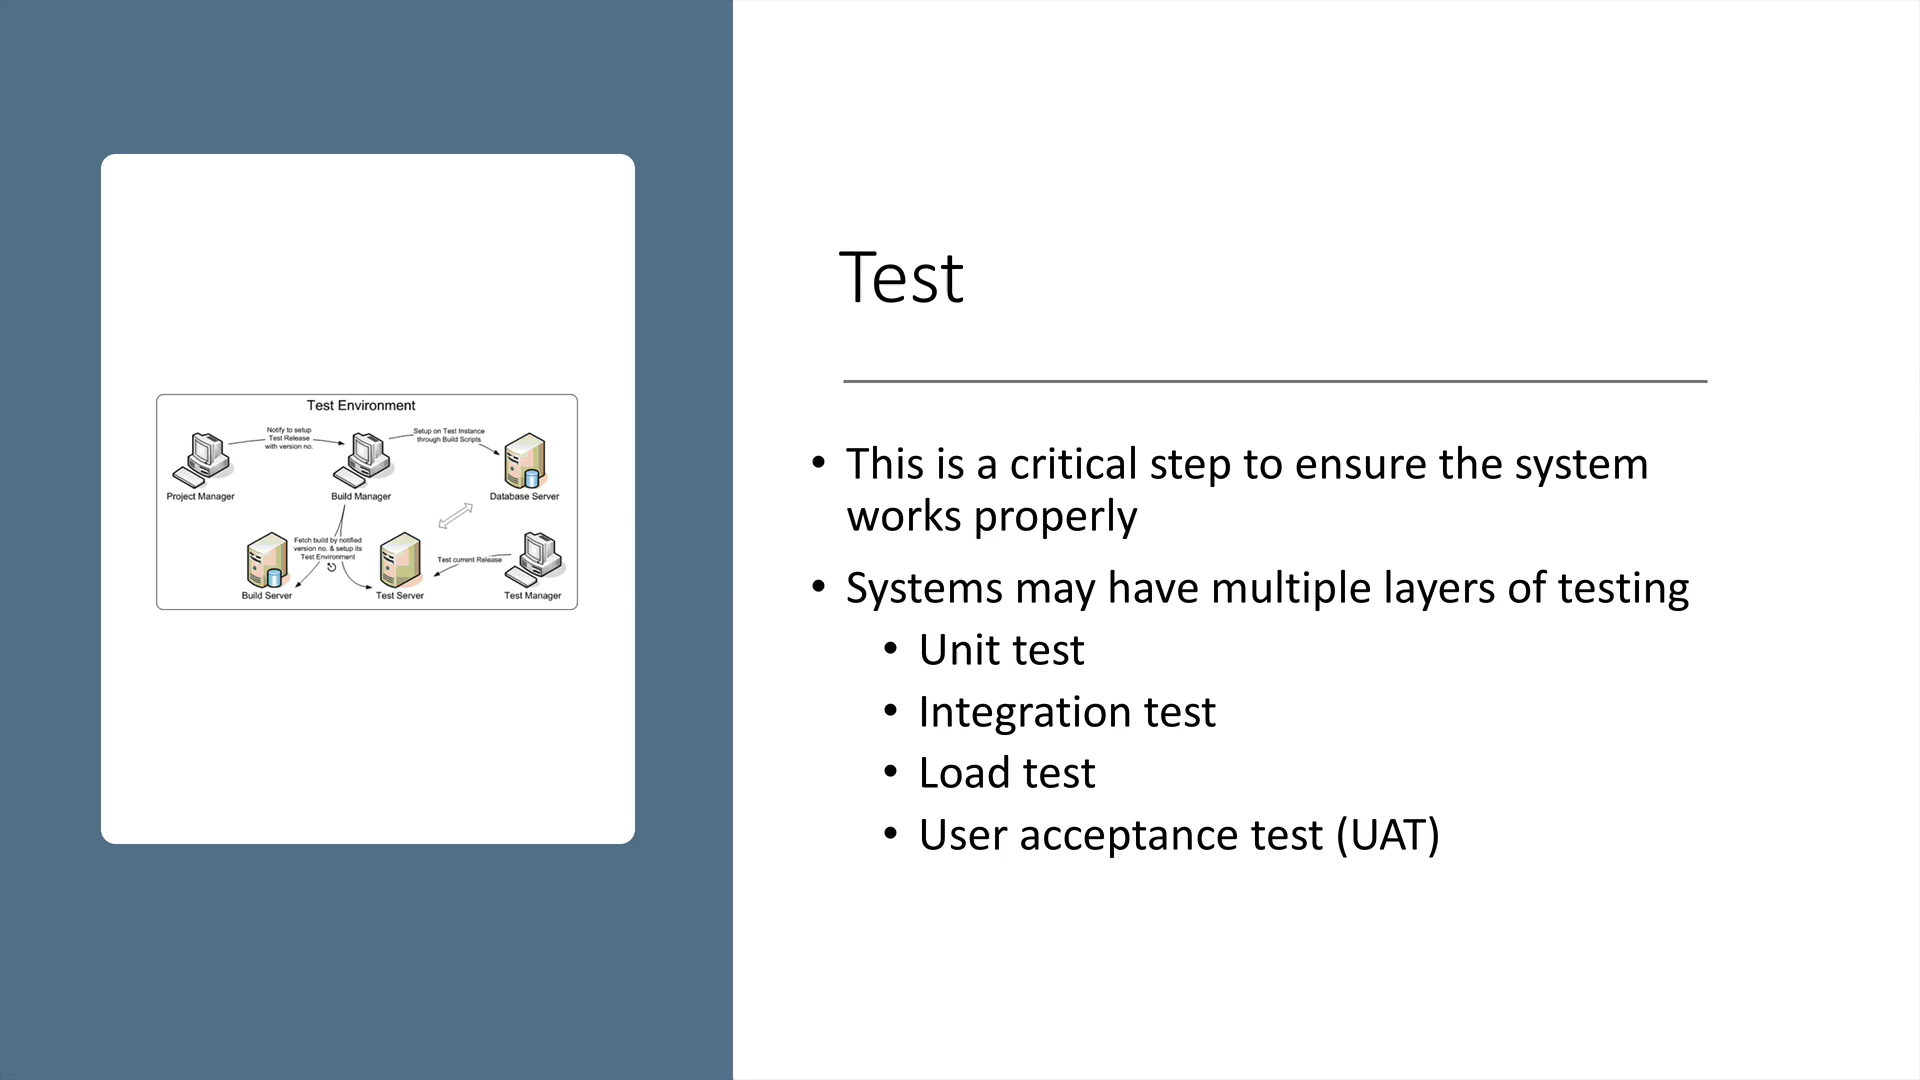 Test Environment
Notify to setup
Test Release
with version no.
Setup on Test Instance
through Build Scripts
Project Manager
Build Manager
Database Server
Fetch build by notified
version no. & setup its
Test Environment
Test current Release
Build Server
Test Server
Test Manager
Test
• This is a critical step to ensure the system
works properly
• Systems may have multiple layers of testing
• Unit test
• Integration test
• Load test
• User acceptance test (UAT)